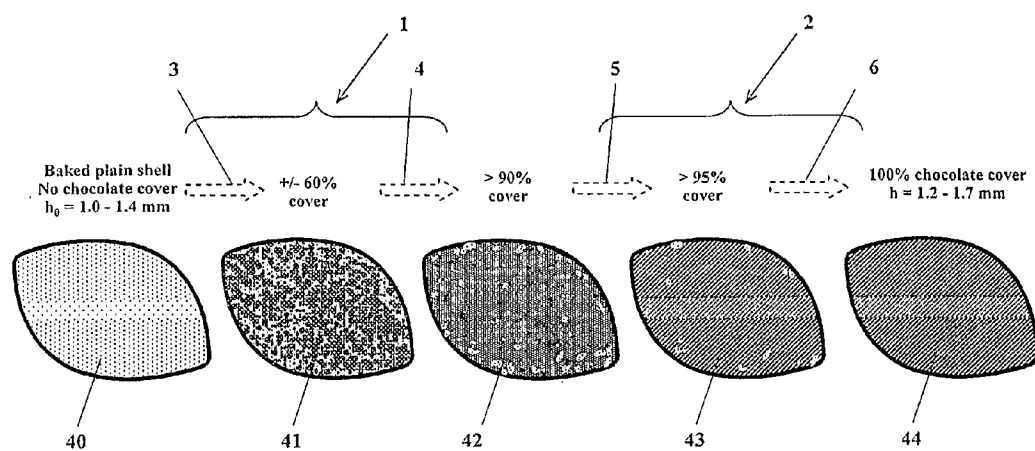 1
2
3
4
5
6
Baked plain shell
No chocolate cover
h₀ = 1.0 - 1.4 mm
+/- 60%
cover
> 90%
cover
> 95%
cover
100% chocolate cover
h = 1.2 - 1.7 mm
40
41
42
43
44